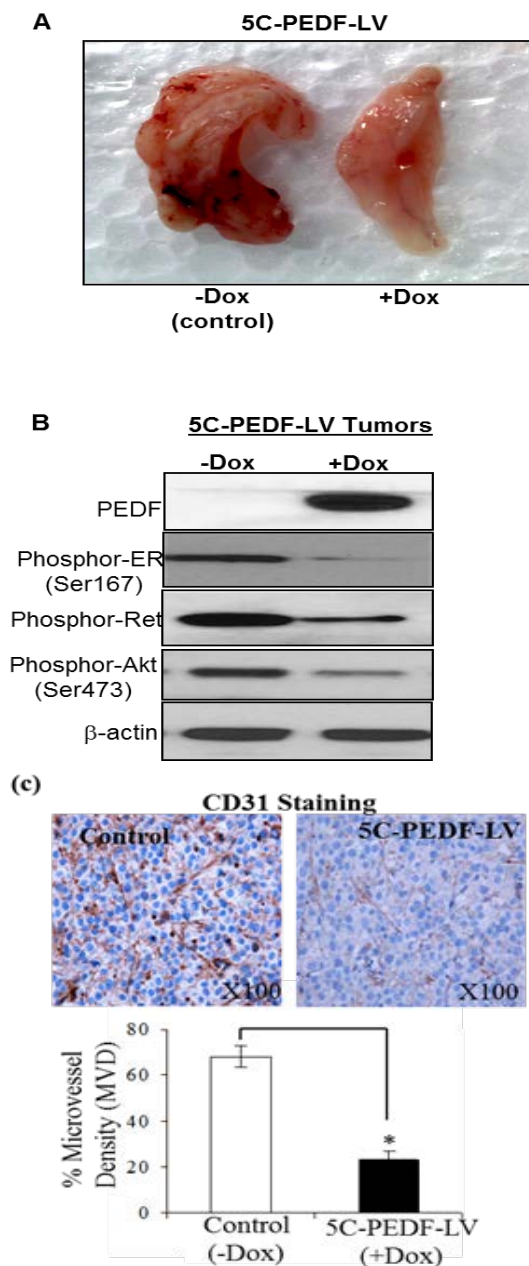 A
5C-PEDF-LV
-Dox
(control)
+Dox
B
5C-PEDF-LV Tumors
-Dox +Dox
PEDF
Phosphor-ER
(Ser167)
Phosphor-Ret
Phosphor-Akt
(Ser473)
β-actin
(c)
CD31 Staining
Control
X100
5C-PEDF-LV
X100
% Microvessel
Density (MVD)
80
60
40
20
0
*
Control
(-Dox)
5C-PEDF-LV
(+Dox)